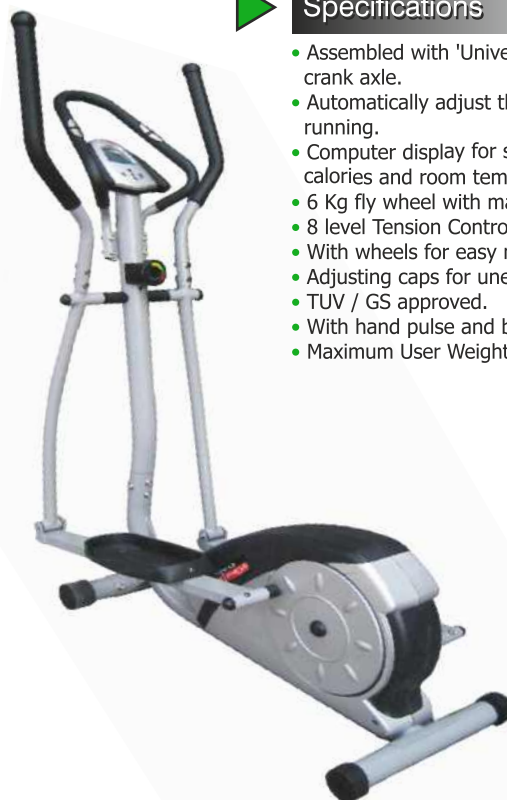 Specifications
• Assembled with 'Unive
crank axle.
• Automatically adjust th
running.
• Computer display for s
calories and room tem
• 6 Kg fly wheel with ma
• 8 level Tension Contro
• With wheels for easy
• Adjusting caps for une
• TUV / GS approved.
• With hand pulse and b
• Maximum User Weight